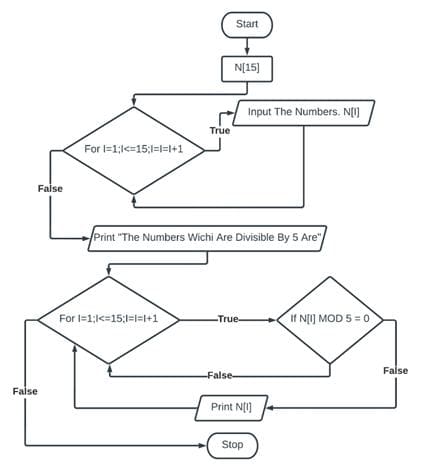 Start
N[15]
Input The Numbers. N[I]
For I=1;I<=15;I=I=I+1
True
False
Print "The Numbers Wichi Are Divisible By 5 Are"
For I=1;I<=15;I=I=I+1
True
If N[I] MOD 5 = 0
False
False
False
Print N[I]
Stop